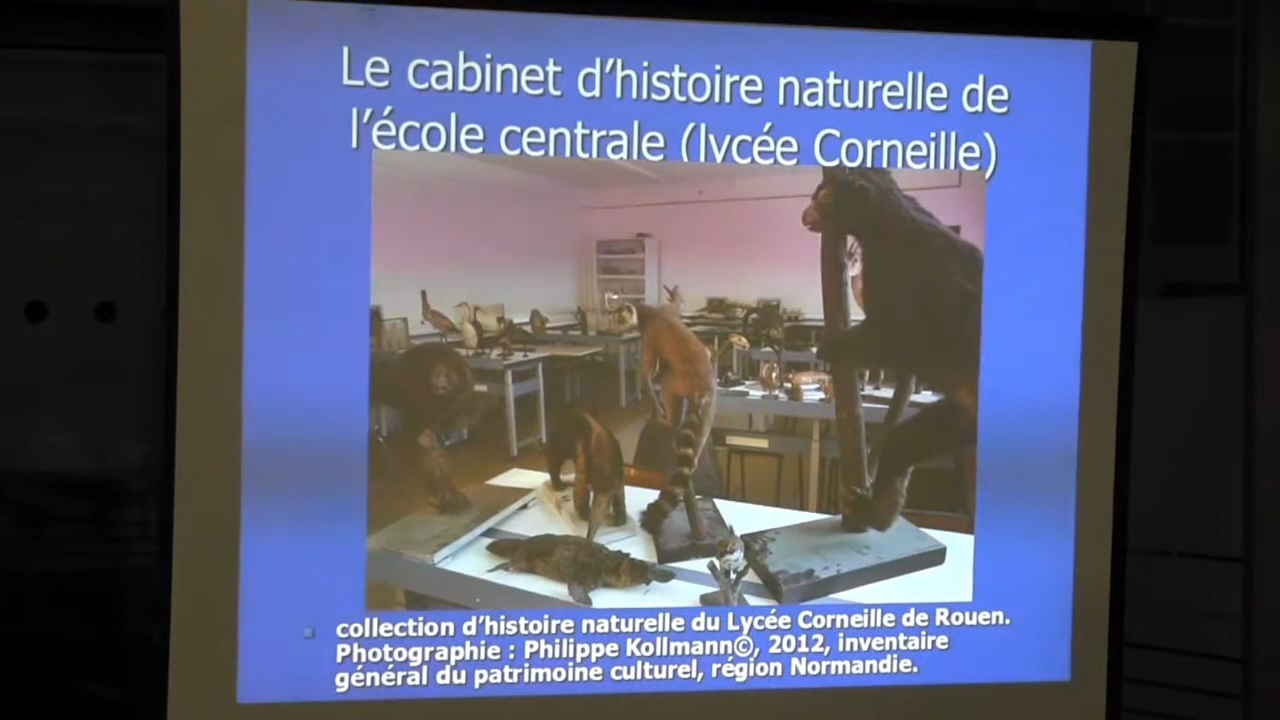 Le cabinet d’histoire naturelle de
l’école centrale (lycée Corneille)
collection d’histoire naturelle du Lycée Corneille de Rouen.
Photographie : Philippe Kollmann©, 2012, inventaire
général du patrimoine culturel, région Normandie.